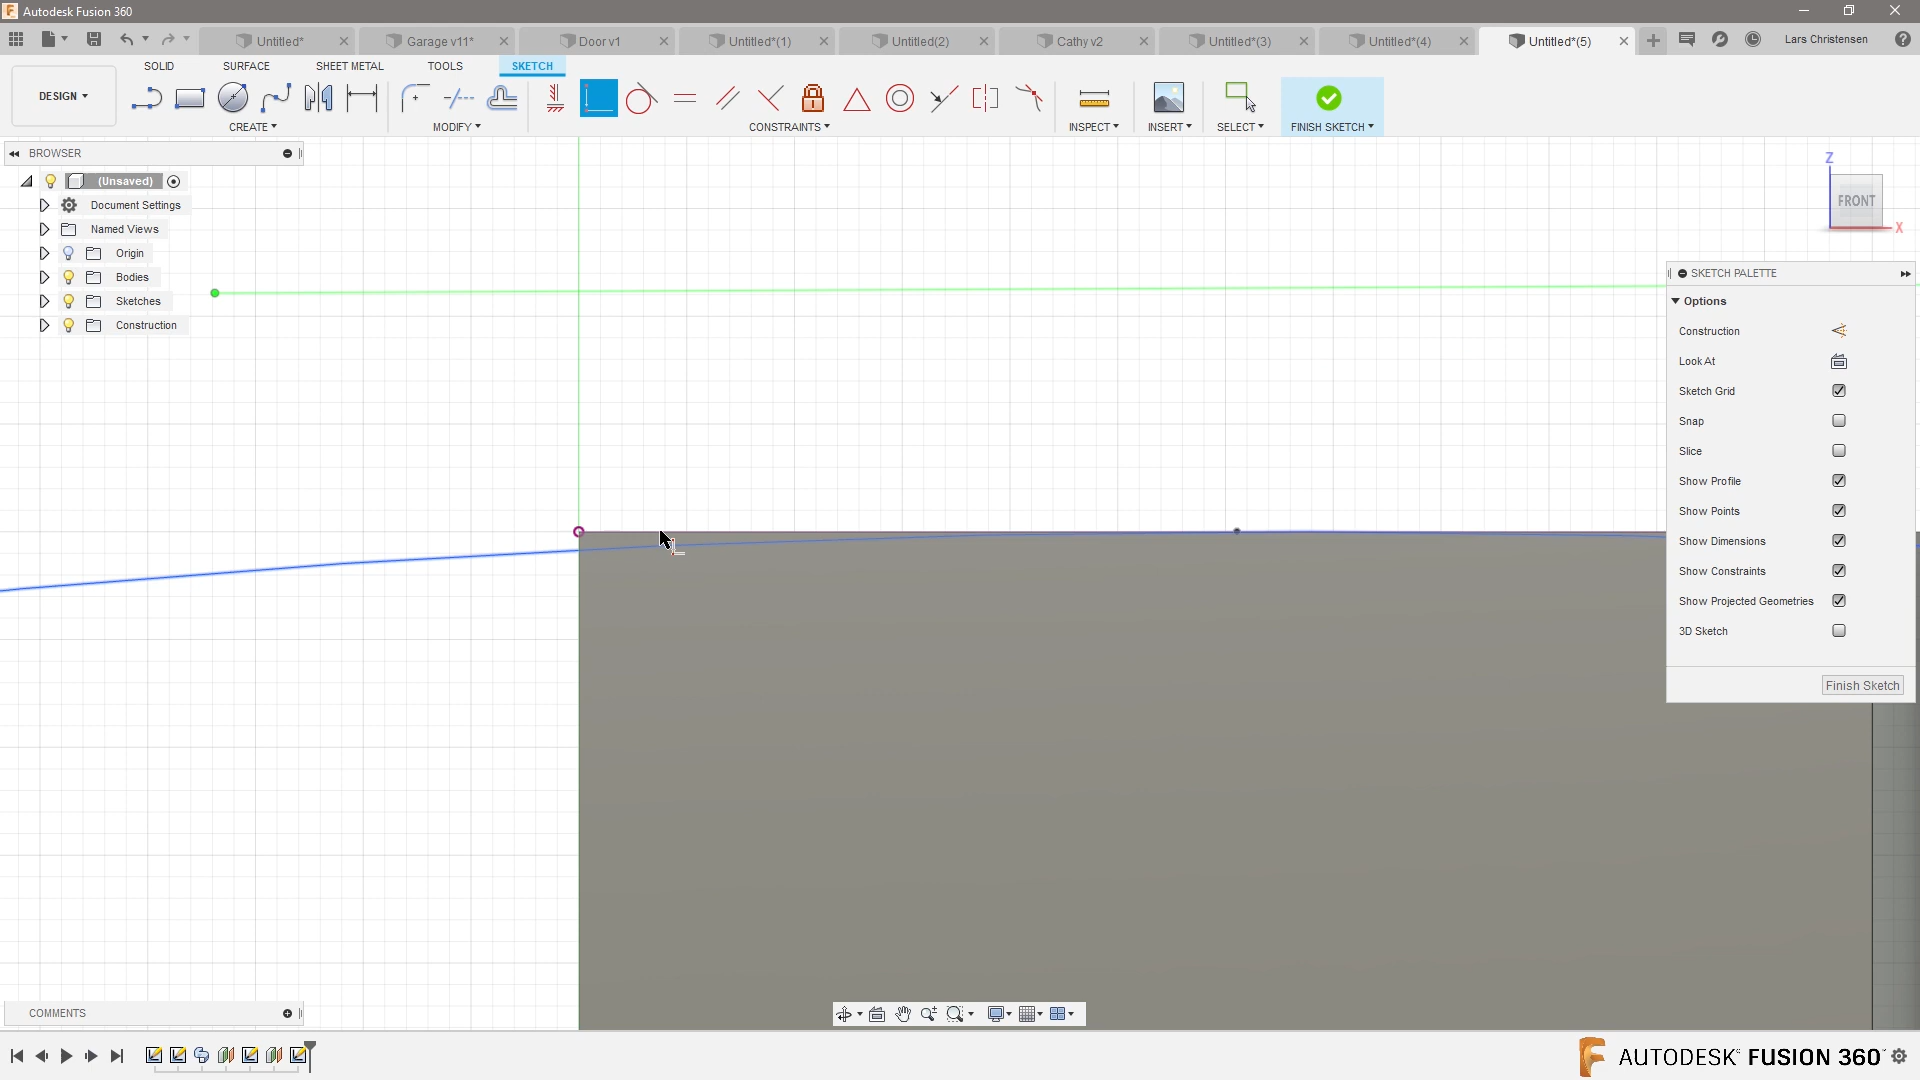 Autodesk Fusion 360
Untitled*
Garage v11*
Door v1
Untitled*(1)
Untitled(2)
Cathy v2
Untitled*(3)
Untitled*(4)
Untitled*(5)
Lars Christensen
SOLID
SURFACE
SHEET METAL
TOOLS
SKETCH
DESIGN
CREATE
MODIFY
CONSTRAINTS
INSPECT
INSERT
SELECT
FINISH SKETCH
BROWSER
(Unsaved)
Document Settings
Named Views
Origin
Bodies
Sketches
Construction
Z
FRONT
X
SKETCH PALETTE
Options
Construction
Look At
Sketch Grid
Snap
Slice
Show Profile
Show Points
Show Dimensions
Show Constraints
Show Projected Geometries
3D Sketch
Finish Sketch
COMMENTS
AUTODESK FUSION 360